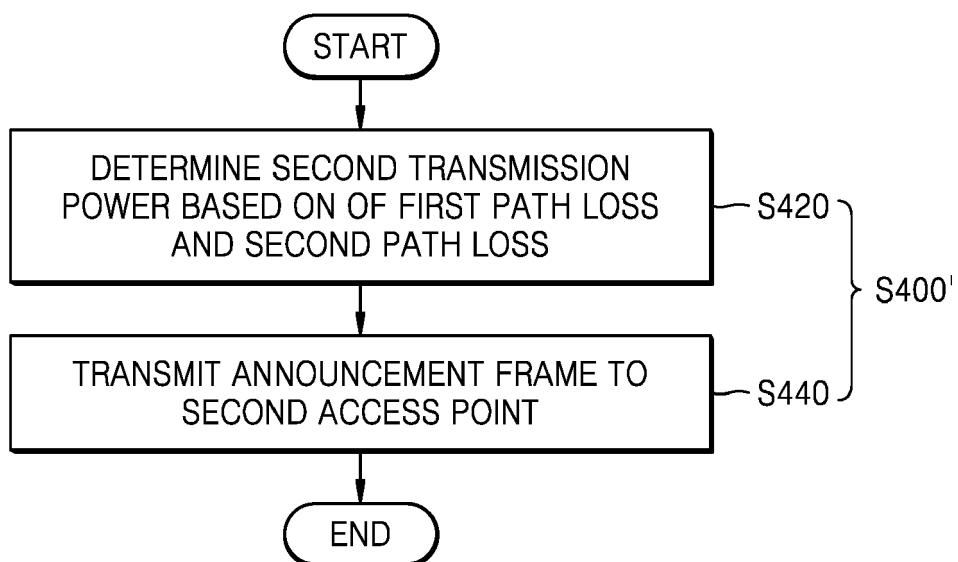 START
DETERMINE SECOND TRANSMISSION
POWER BASED ON OF FIRST PATH LOSS
AND SECOND PATH LOSS
S420
S400'
TRANSMIT ANNOUNCEMENT FRAME TO
SECOND ACCESS POINT
S440
END